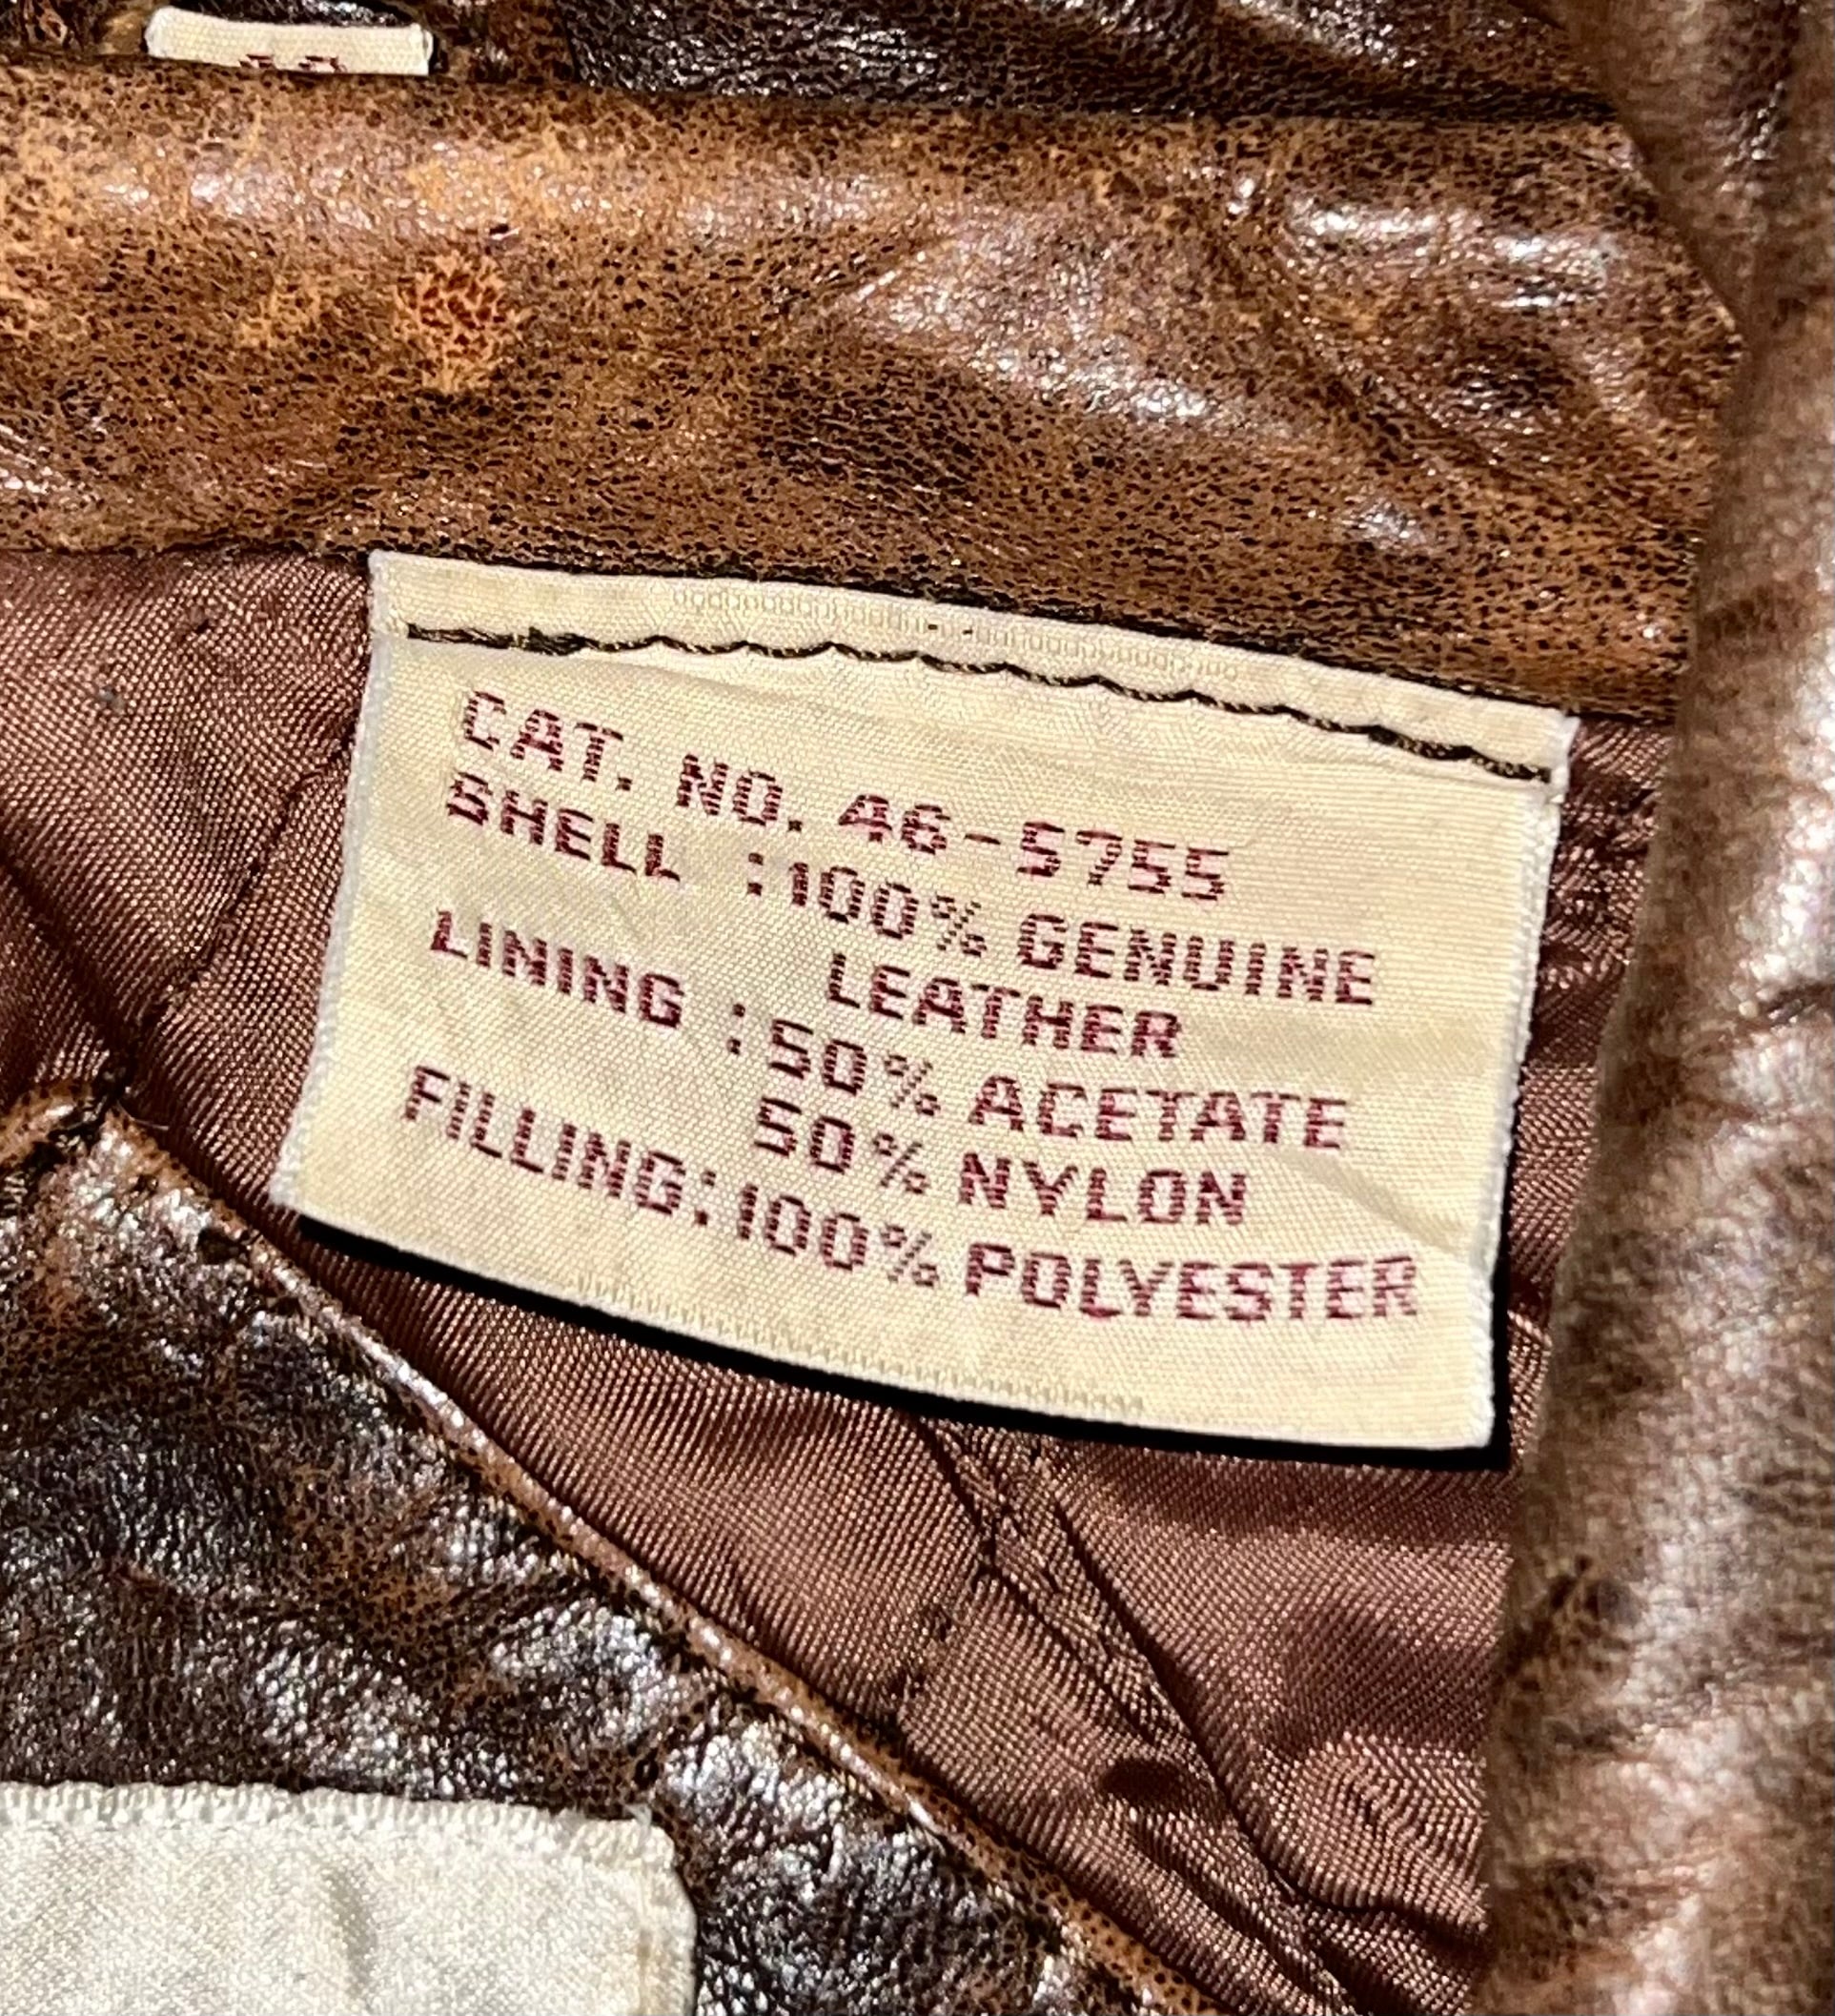 CAT. NO. 46-5755
SHELL :100% GENUINE
LEATHER
LINING :50% ACETATE
50% NYLON
FILLING:100% POLYESTER